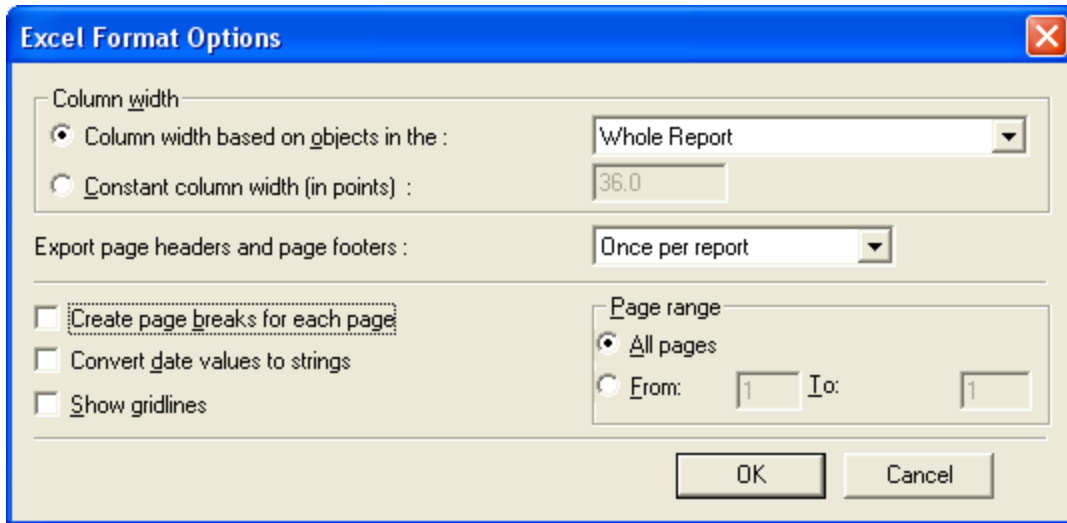 Excel Format Options
Column width
Column width based on objects in the :
Whole Report
Constant column width (in points) :
36.0
Export page headers and page footers :
Once per report
Create page breaks for each page
Convert date values to strings
Show gridlines
Page range
All pages
From: 1 To: 1
OK Cancel